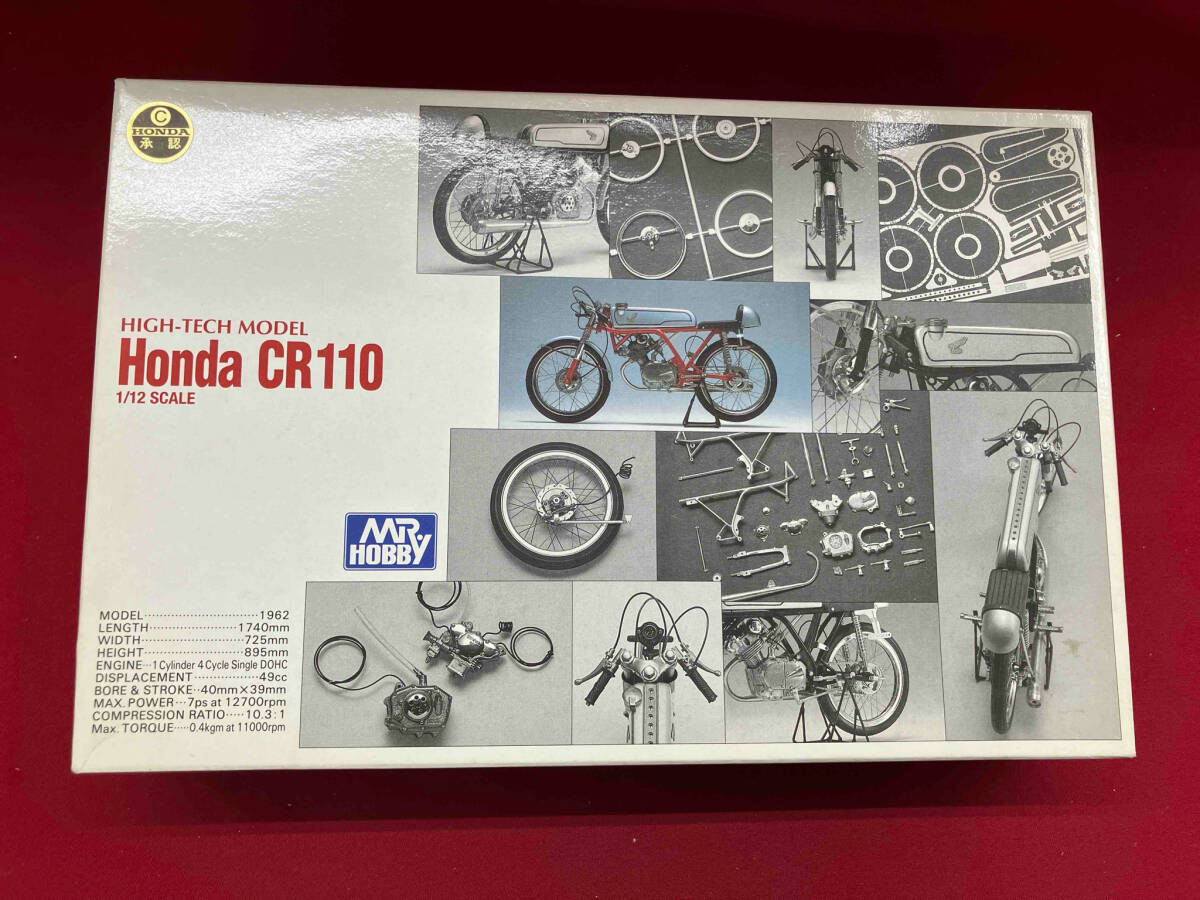 C
HONDA
承認
HIGH-TECH MODEL
Honda CR110
1/12 SCALE
MR.
HOBBY
MODEL······························1962
LENGTH·······················1740mm
WIDTH··························725mm
HEIGHT·························895mm
ENGINE···1 Cylinder 4 Cycle Single DOHC
DISPLACEMENT·················49cc
BORE & STROKE··40mm×39mm
MAX. POWER···7ps at 12700rpm
COMPRESSION RATIO·····10.3:1
Max. TORQUE····0.4kgm at 11000rpm